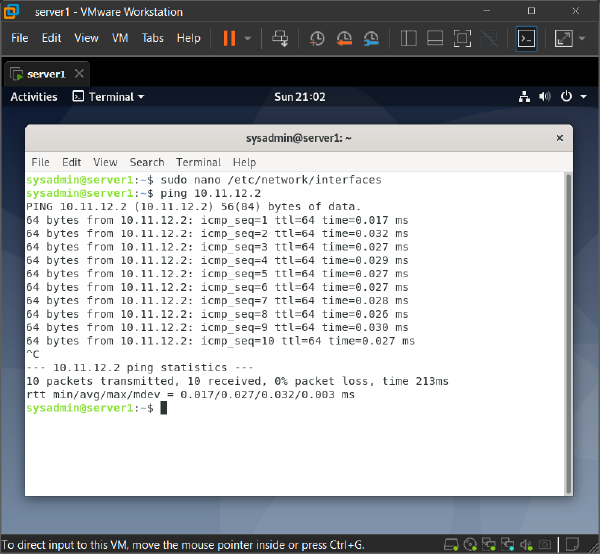 server1 - VMware Workstation
File Edit View VM Tabs Help
server1
Activities Terminal Sun 21:02
sysadmin@server1: ~
File Edit View Search Terminal Help
sysadmin@server1:~$ sudo nano /etc/network/interfaces
sysadmin@server1:~$ ping 10.11.12.2
PING 10.11.12.2 (10.11.12.2) 56(84) bytes of data.
64 bytes from 10.11.12.2: icmp_seq=1 ttl=64 time=0.017 ms
64 bytes from 10.11.12.2: icmp_seq=2 ttl=64 time=0.032 ms
64 bytes from 10.11.12.2: icmp_seq=3 ttl=64 time=0.027 ms
64 bytes from 10.11.12.2: icmp_seq=4 ttl=64 time=0.029 ms
64 bytes from 10.11.12.2: icmp_seq=5 ttl=64 time=0.027 ms
64 bytes from 10.11.12.2: icmp_seq=6 ttl=64 time=0.027 ms
64 bytes from 10.11.12.2: icmp_seq=7 ttl=64 time=0.028 ms
64 bytes from 10.11.12.2: icmp_seq=8 ttl=64 time=0.026 ms
64 bytes from 10.11.12.2: icmp_seq=9 ttl=64 time=0.030 ms
64 bytes from 10.11.12.2: icmp_seq=10 ttl=64 time=0.027 ms
^C
--- 10.11.12.2 ping statistics ---
10 packets transmitted, 10 received, 0% packet loss, time 213ms
rtt min/avg/max/mdev = 0.017/0.027/0.032/0.003 ms
sysadmin@server1:~$
To direct input to this VM, move the mouse pointer inside or press Ctrl+G.